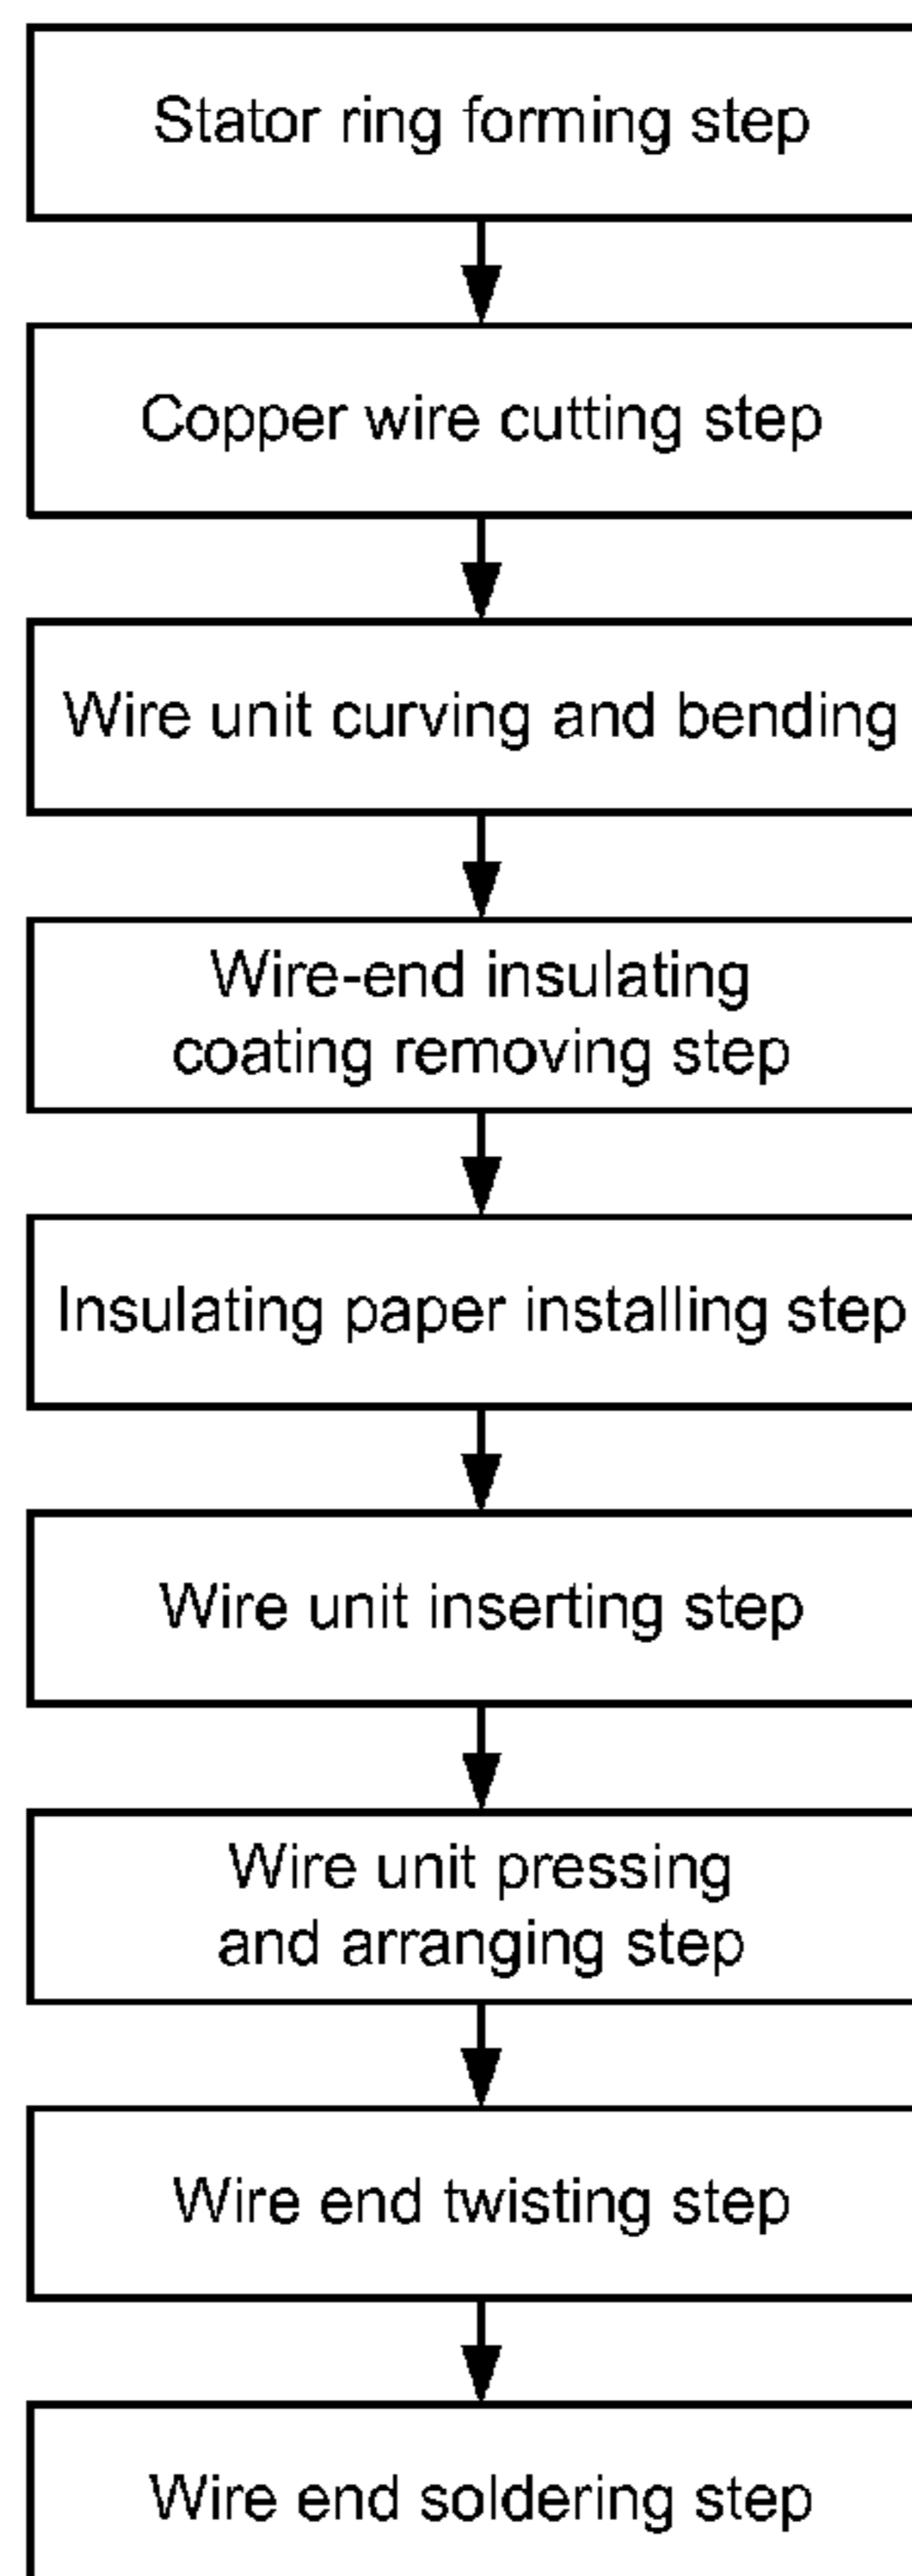 Stator ring forming step
Copper wire cutting step
Wire unit curving and bending
Wire-end insulating
coating removing step
Insulating paper installing step
Wire unit inserting step
Wire unit pressing
and arranging step
Wire end twisting step
Wire end soldering step